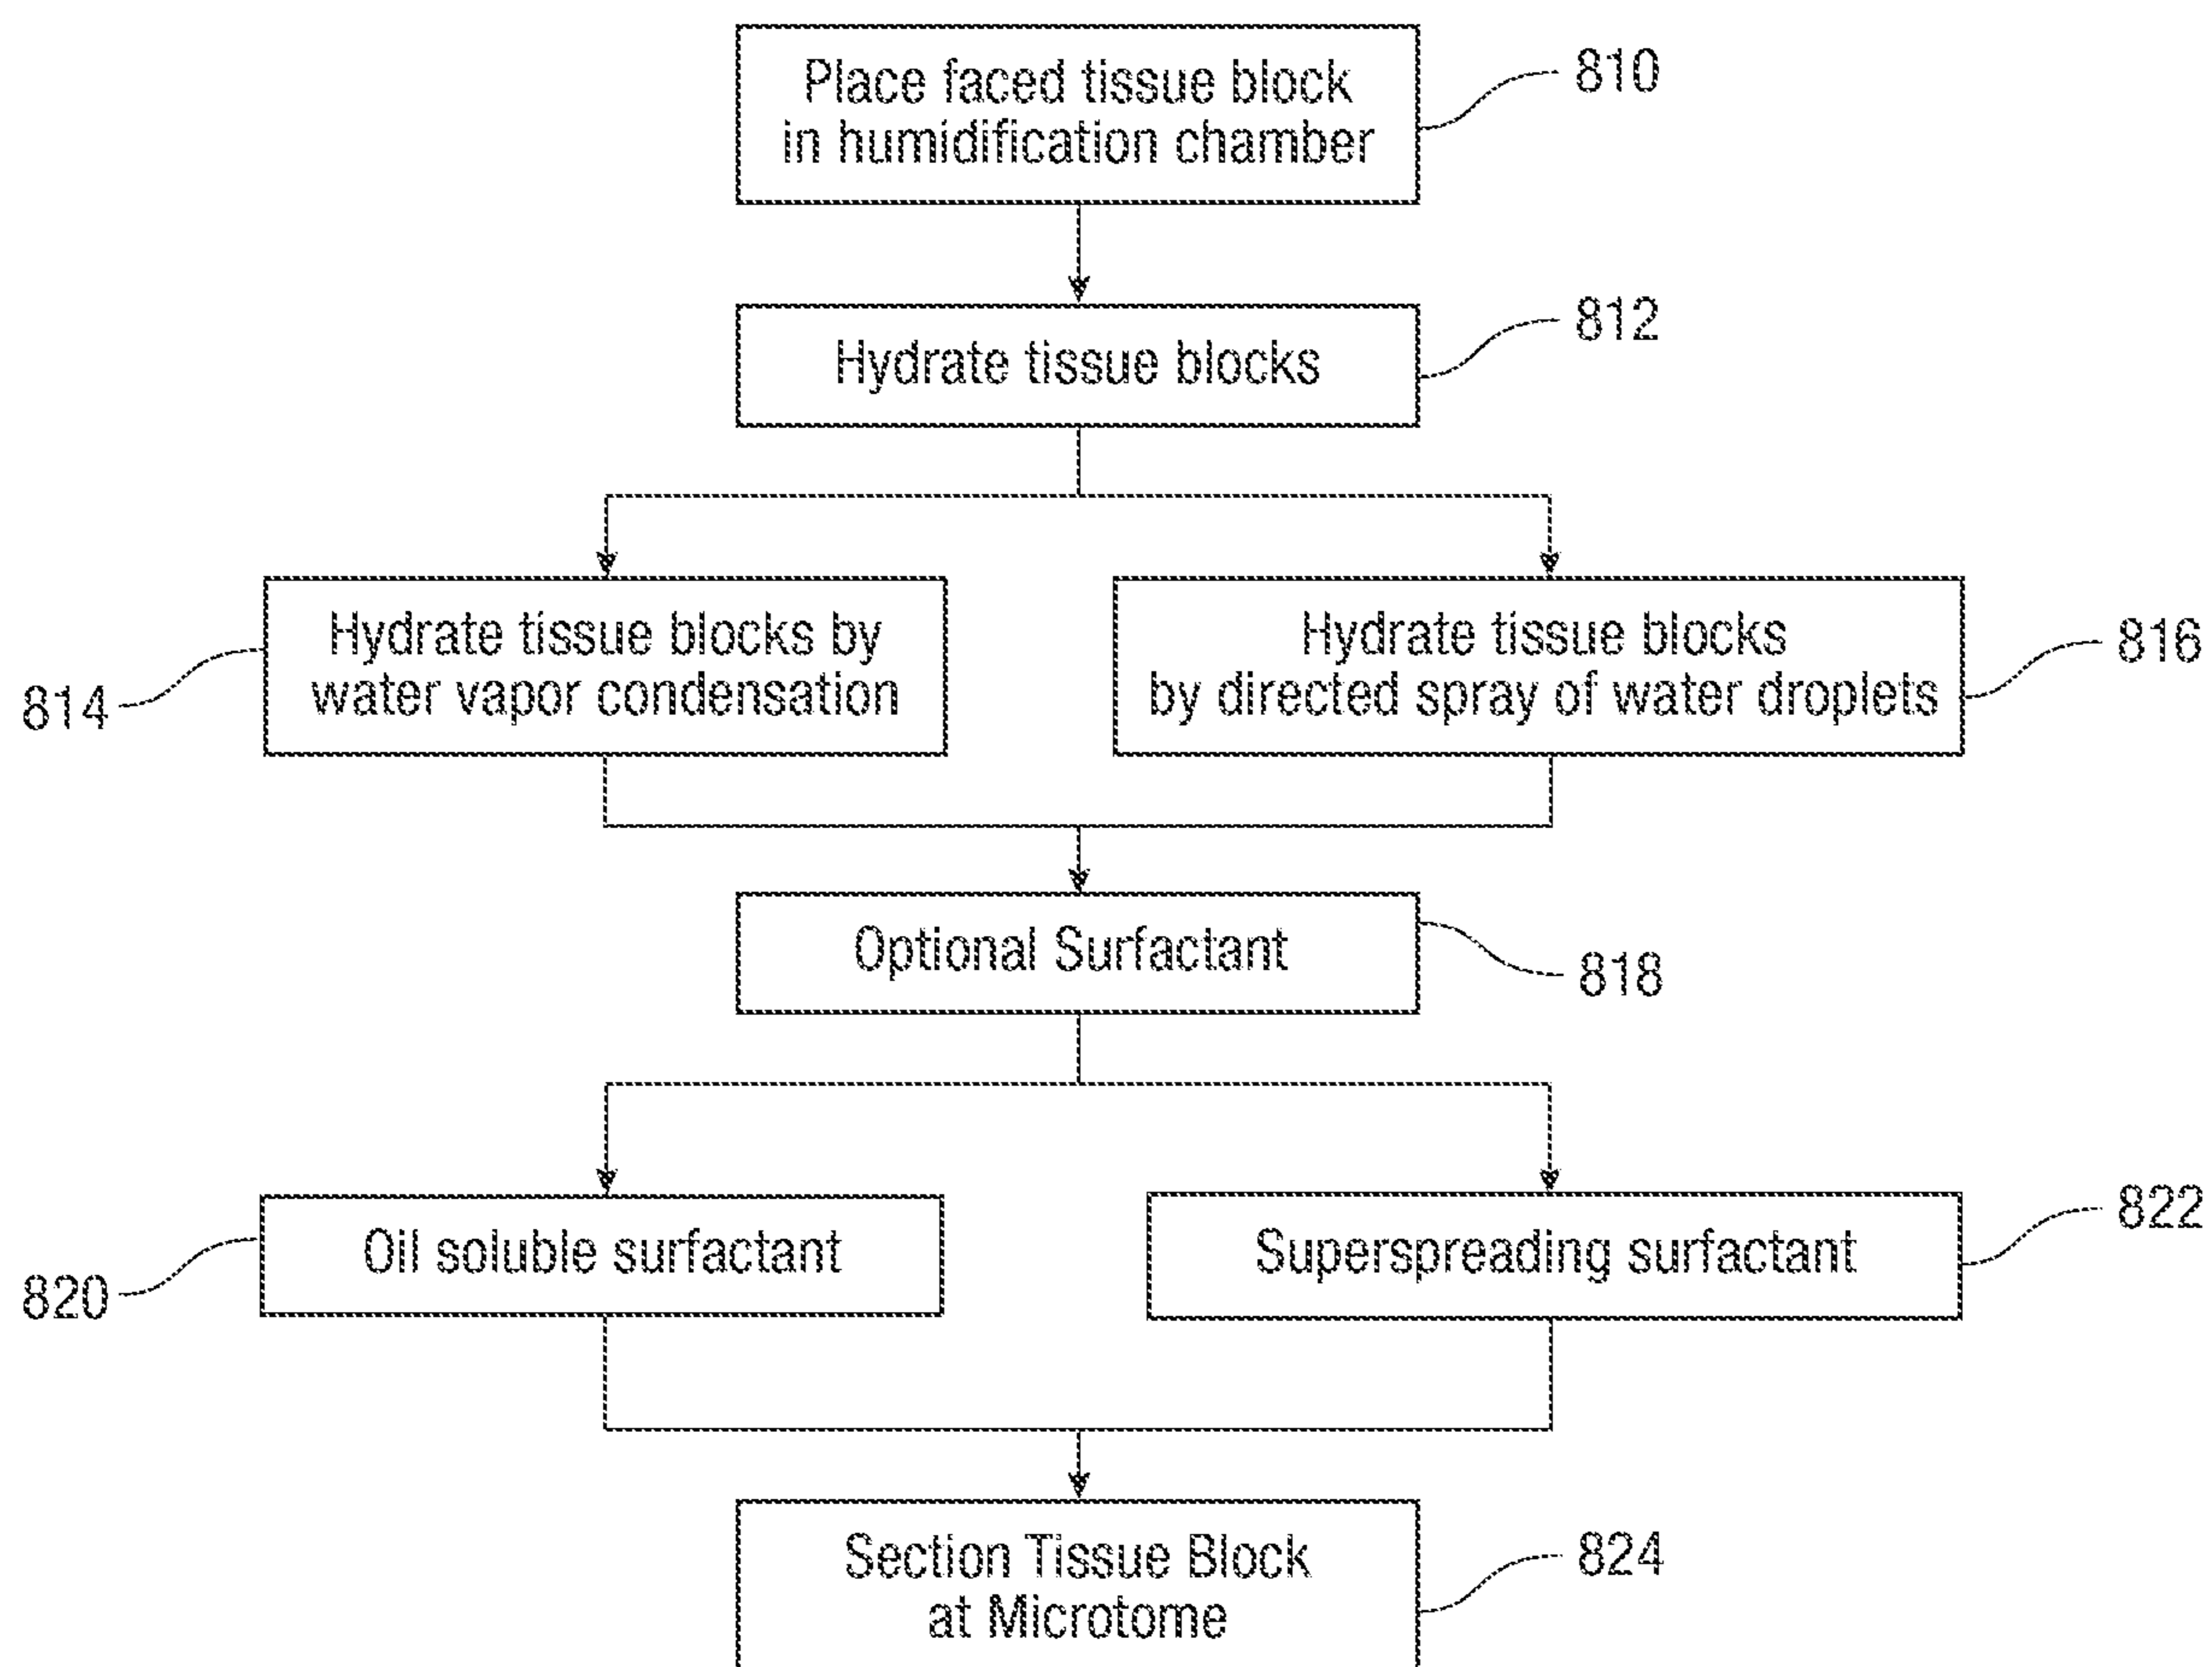 Place faced tissue block
in humidification chamber
810
Hydrate tissue blocks
812
Hydrate tissue blocks by
water vapor condensation
814
Hydrate tissue blocks
by directed spray of water droplets
816
Optional Surfactant
818
Oil soluble surfactant
820
Superspreading surfactant
822
Section Tissue Block
at Microtome
824